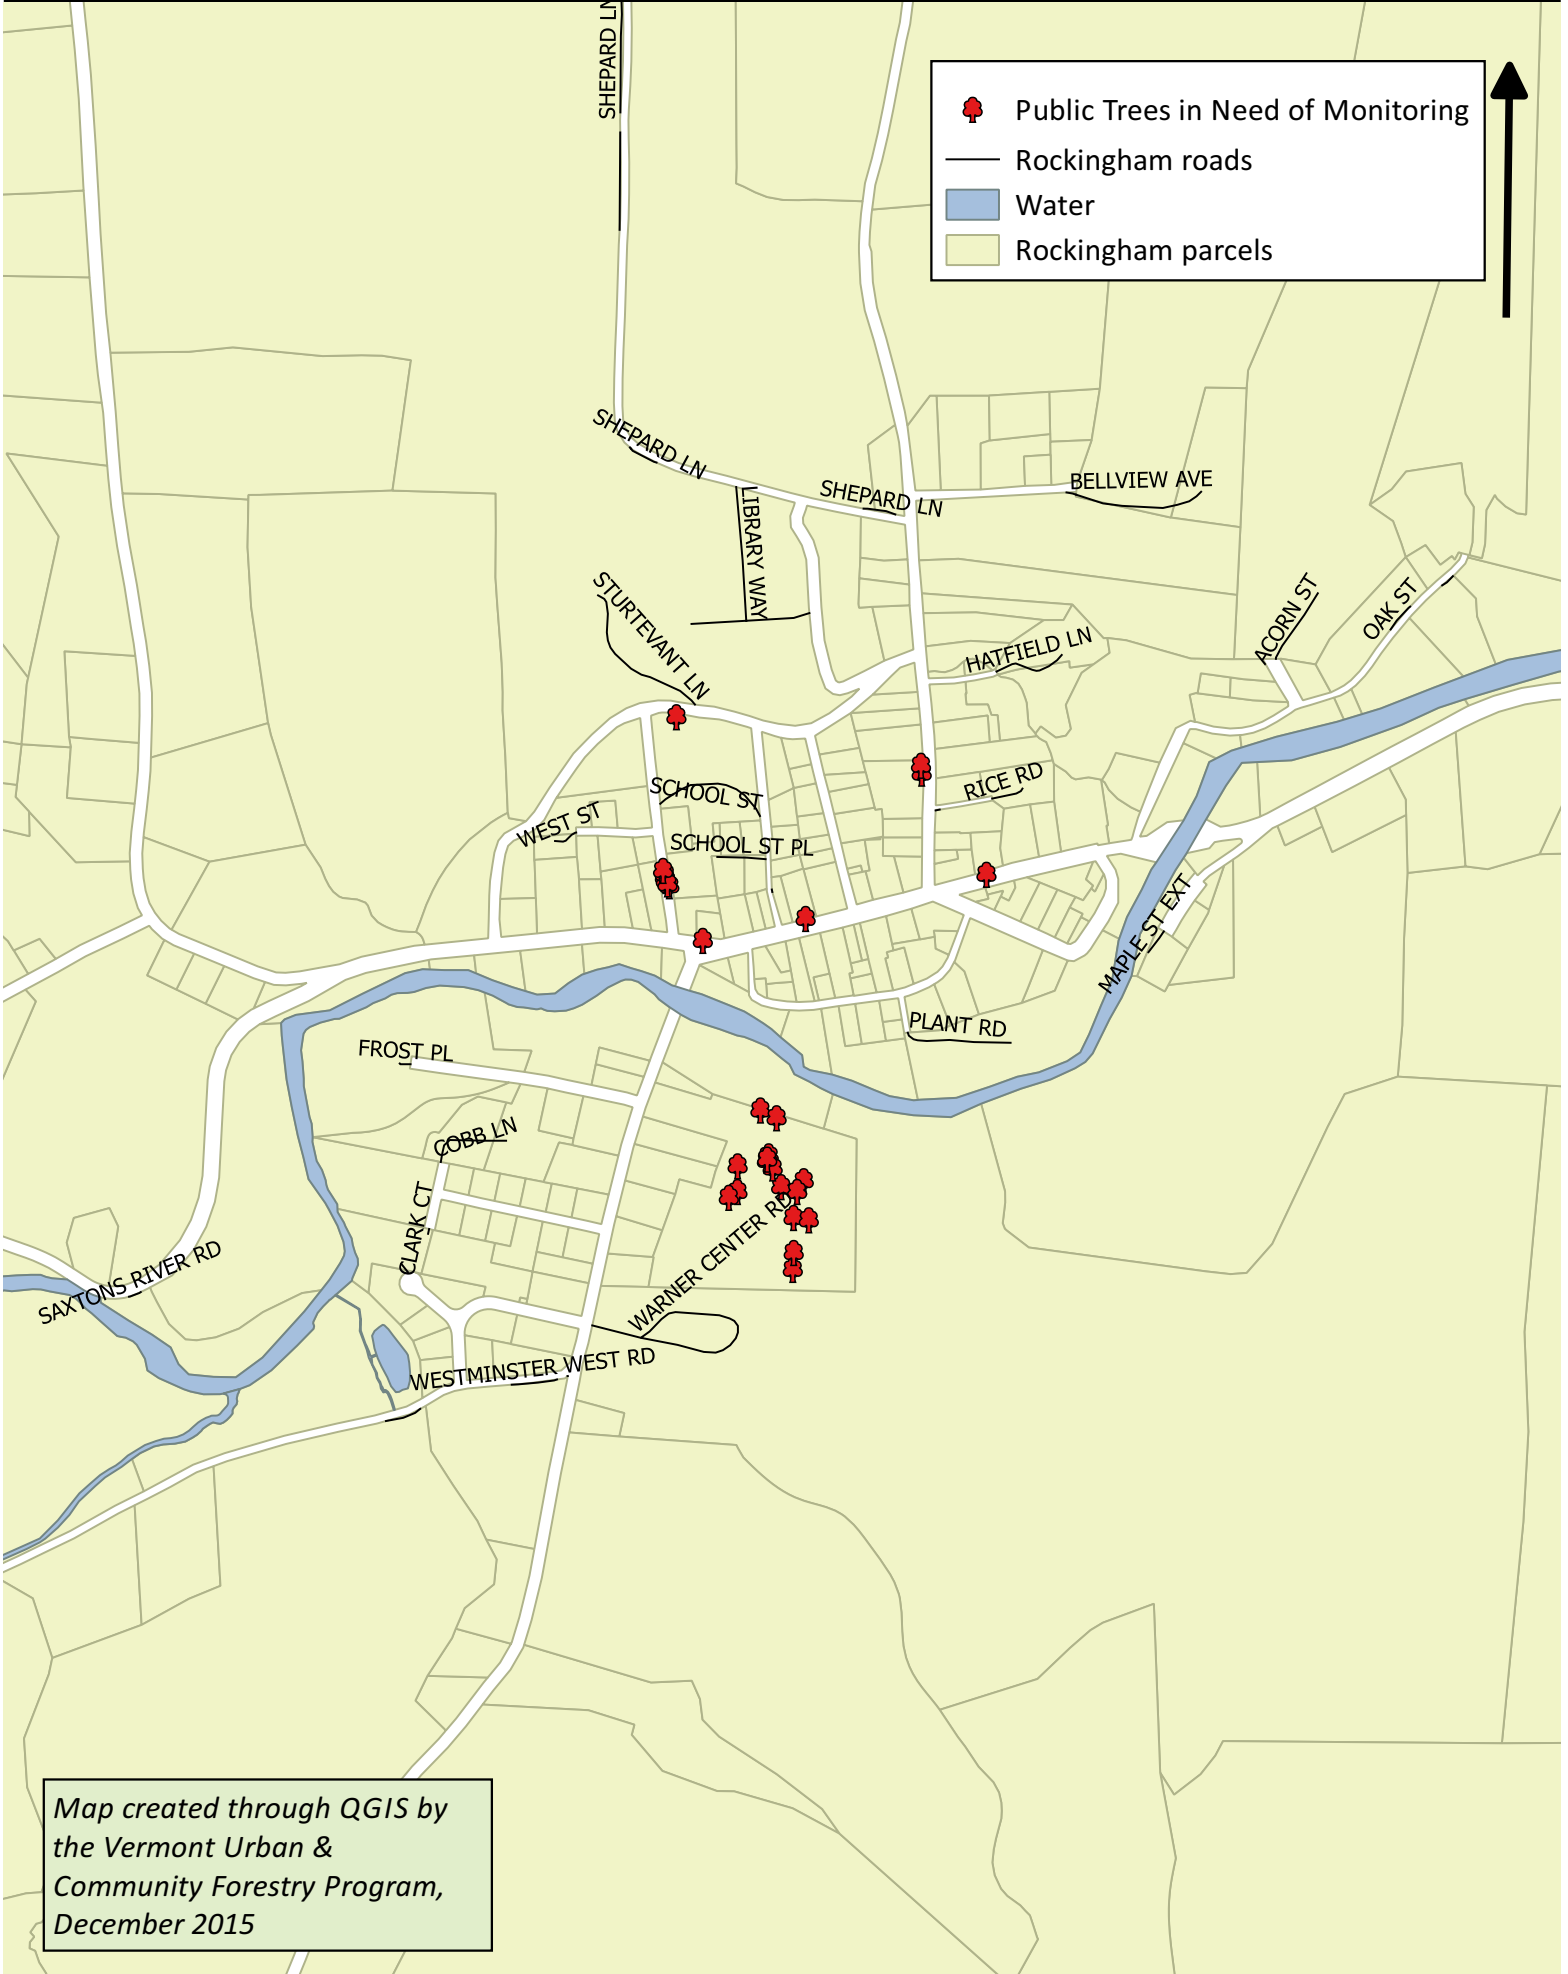 SHEPARD LN
Public Trees in Need of Monitoring
Rockingham roads
Water
Rockingham parcels
SHEPARD LN
SHEPARD LN
BELLVIEW AVE
LIBRARY WAY
STURTEVANT LN
ACORN ST
OAK ST
HATFIELD LN
SCHOOL ST
RICE RD
WEST ST
SCHOOL ST PL
MAPLE ST EXT
PLANT RD
FROST PL
COBB LN
CLARK CT
WARNER CENTER RD
SAXTONS RIVER RD
WESTMINSTER WEST RD
Map created through QGIS by
the Vermont Urban &
Community Forestry Program,
December 2015